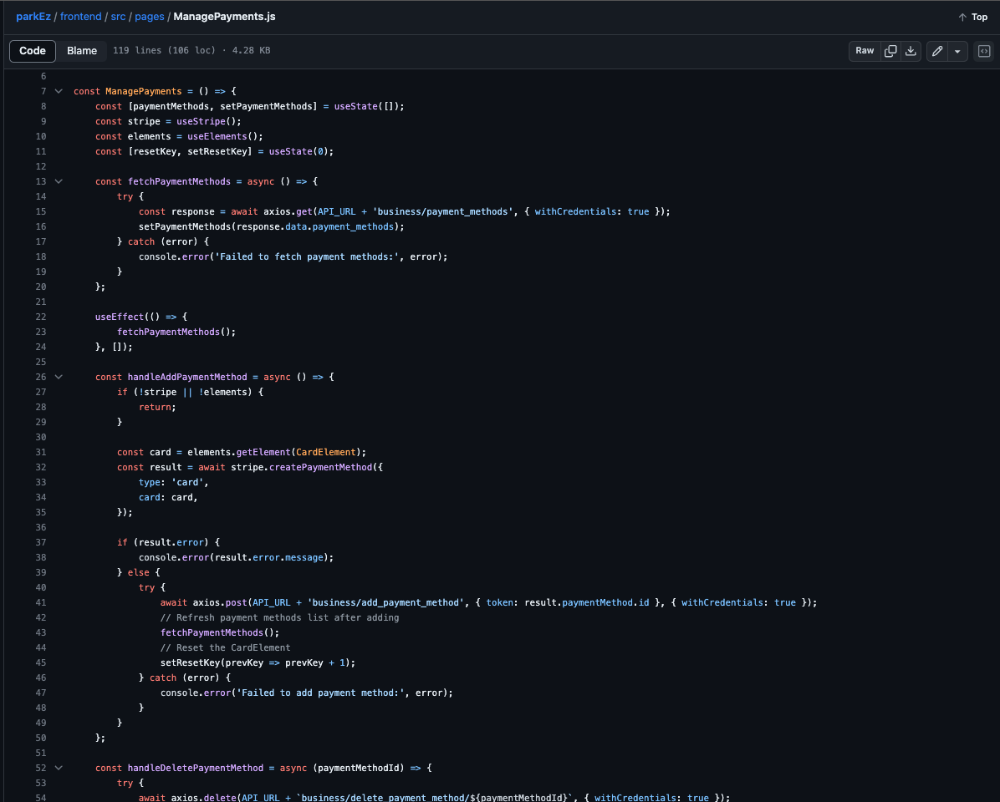 parkEz / frontend / src / pages / ManagePayments.js
↑ Top
Code Blame 119 lines (106 loc) · 4.28 KB Raw
6
7 const ManagePayments = () => {
8     const [paymentMethods, setPaymentMethods] = useState([]);
9     const stripe = useStripe();
10     const elements = useElements();
11     const [resetKey, setResetKey] = useState(0);
12
13     const fetchPaymentMethods = async () => {
14         try {
15             const response = await axios.get(API_URL + 'business/payment_methods', { withCredentials: true });
16             setPaymentMethods(response.data.payment_methods);
17         } catch (error) {
18             console.error('Failed to fetch payment methods:', error);
19         }
20     };
21
22     useEffect(() => {
23         fetchPaymentMethods();
24     }, []);
25
26     const handleAddPaymentMethod = async () => {
27         if (!stripe || !elements) {
28             return;
29         }
30
31         const card = elements.getElement(CardElement);
32         const result = await stripe.createPaymentMethod({
33             type: 'card',
34             card: card,
35         });
36
37         if (result.error) {
38             console.error(result.error.message);
39         } else {
40             try {
41                 await axios.post(API_URL + 'business/add_payment_method', { token: result.paymentMethod.id }, { withCredentials: true });
42                 // Refresh payment methods list after adding
43                 fetchPaymentMethods();
44                 // Reset the CardElement
45                 setResetKey(prevKey => prevKey + 1);
46             } catch (error) {
47                 console.error('Failed to add payment method:', error);
48             }
49         }
50     };
51
52     const handleDeletePaymentMethod = async (paymentMethodId) => {
53         try {
54             await axios.delete(API_URL + `business/delete_payment_method/${paymentMethodId}`, { withCredentials: true });